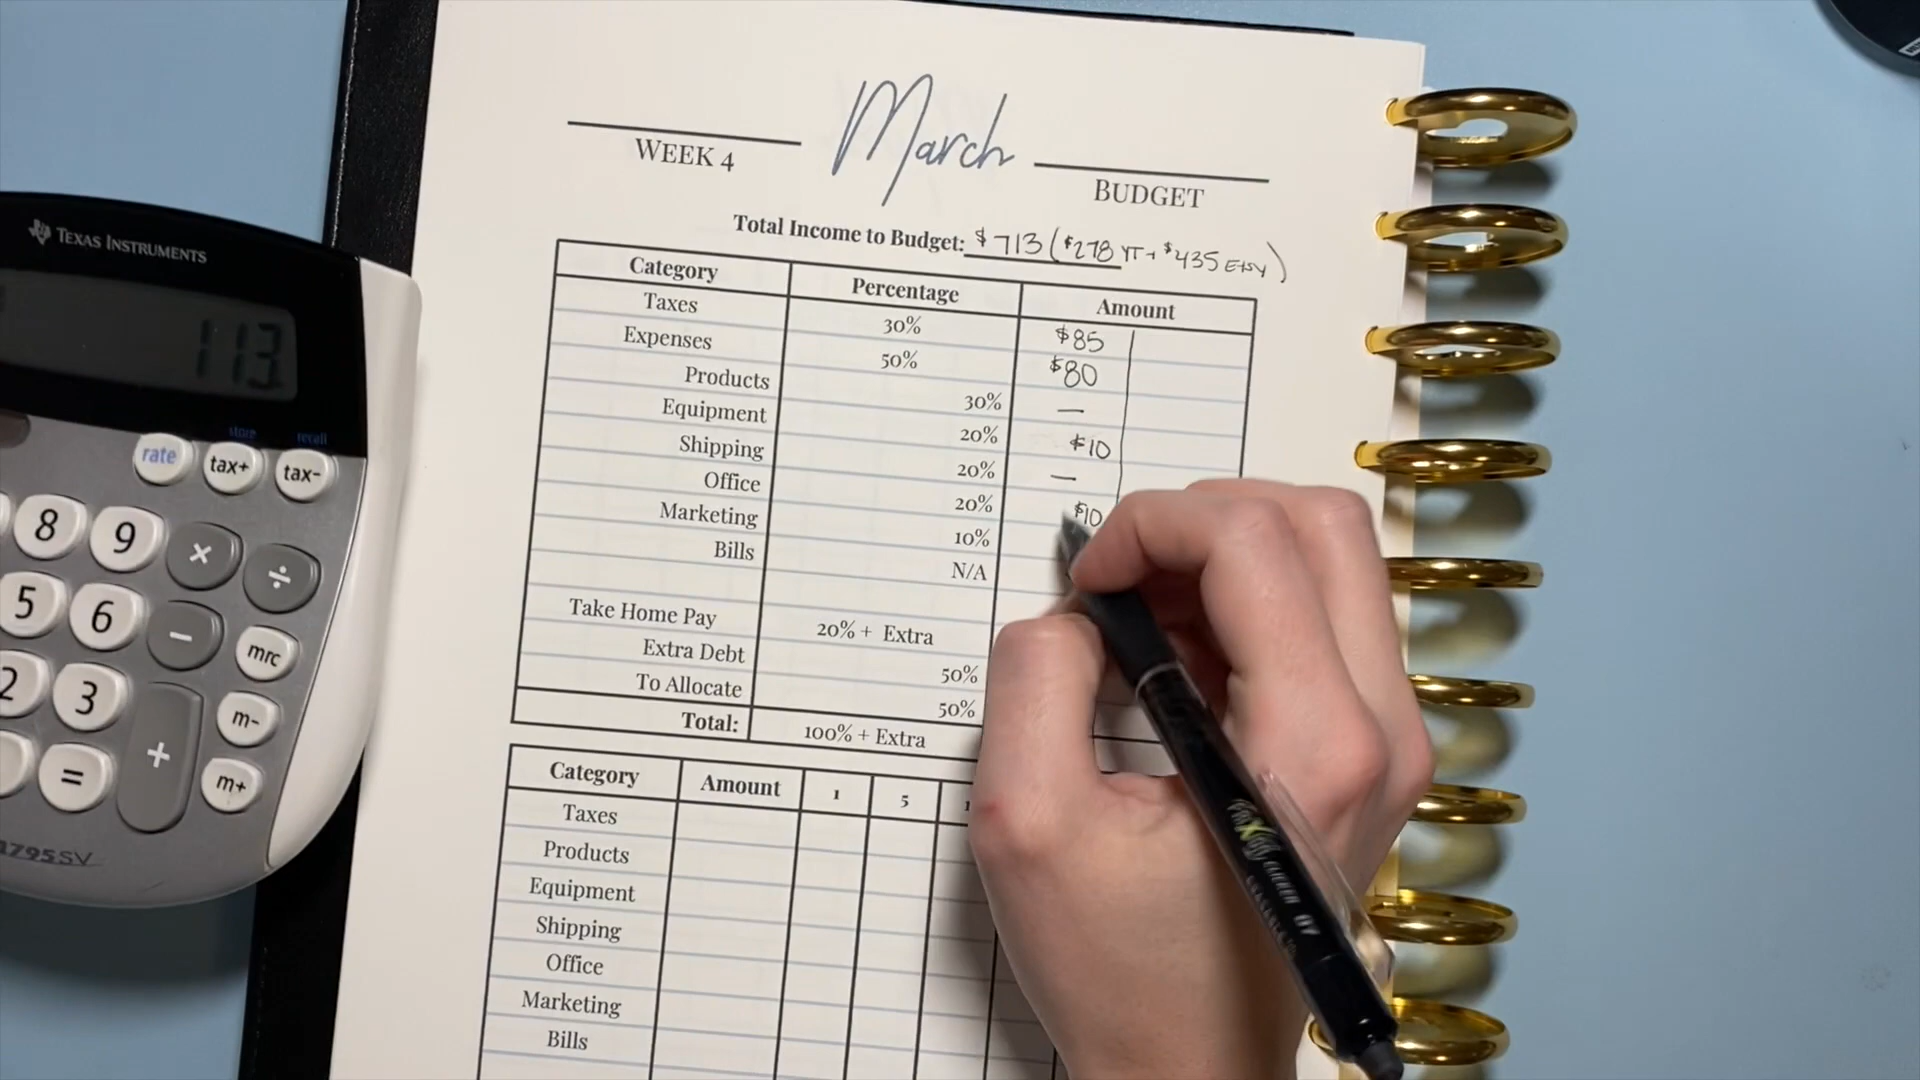 March
WEEK 4
BUDGET
Total Income to Budget: $713 ($278 YT + $435 Etsy)
Category Percentage Amount
Taxes 30% $85
Expenses 50% $80
Products 30% —
Equipment 20% $10
Shipping 20% —
Office 20% $10
Marketing 10%
Bills N/A
Take Home Pay 20% + Extra
Extra Debt 50%
To Allocate 50%
Total: 100% + Extra
Category Amount 1 5
Taxes
Products
Equipment
Shipping
Office
Marketing
Bills
TEXAS INSTRUMENTS
113.
store recall
rate tax+ tax-
8 9 × ÷
5 6 − mrc
2 3 + m-
= m+
1795 SV